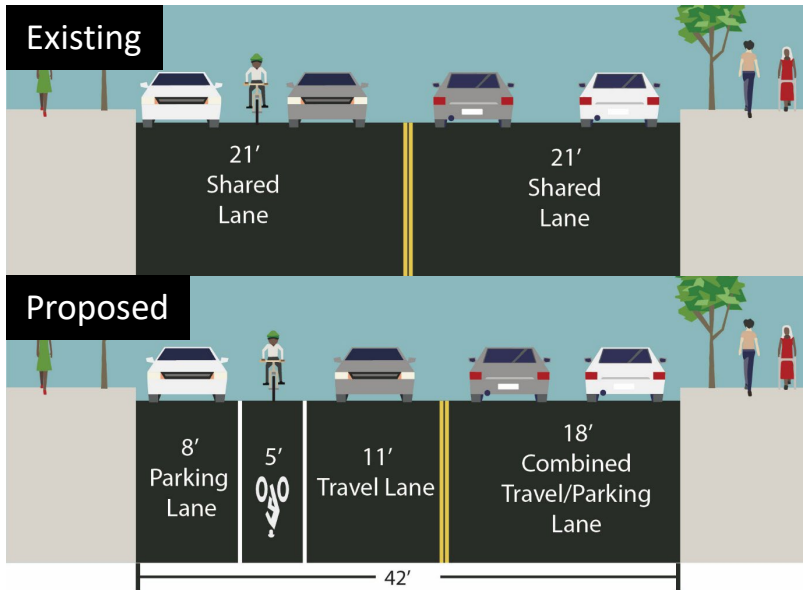 Existing
21’
Shared
Lane
21’
Shared
Lane
Proposed
8’
Parking
Lane
5’
11’
Travel Lane
18’
Combined
Travel/Parking
Lane
42’